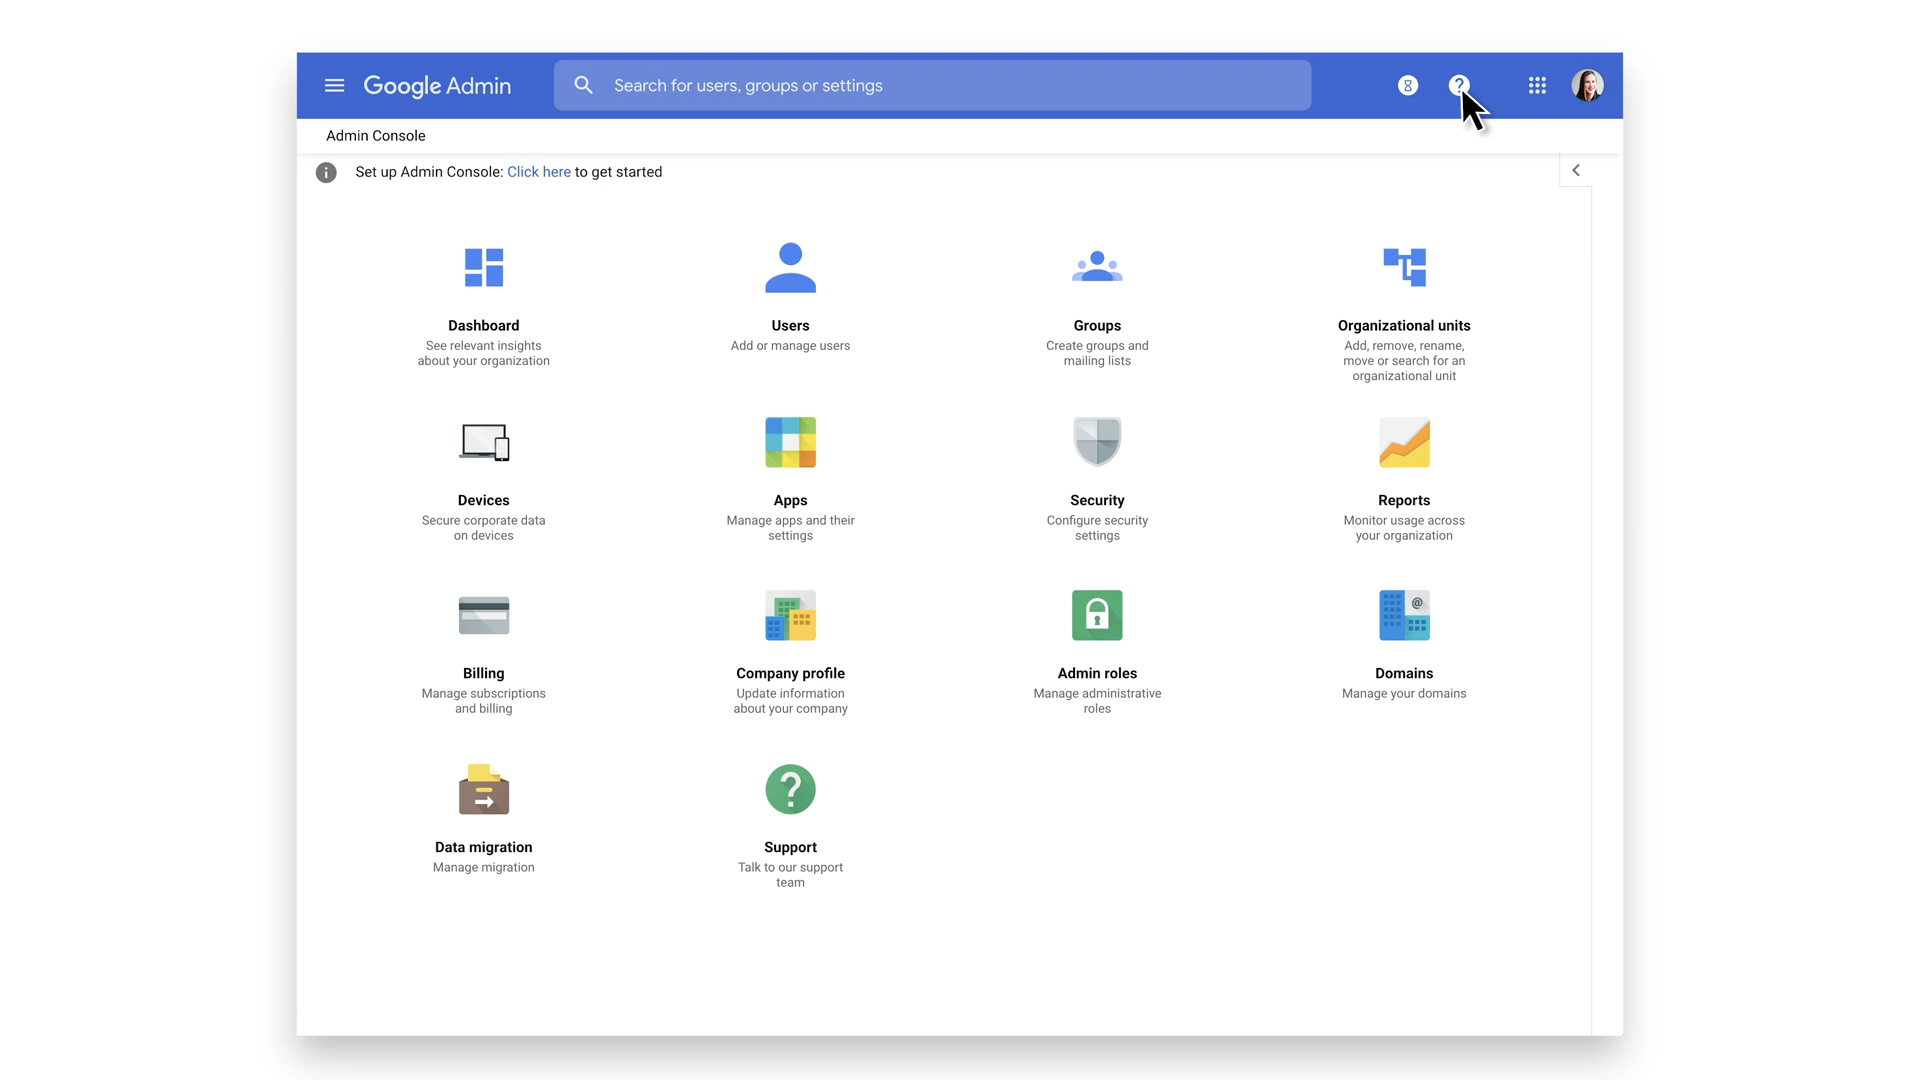 Google Admin
Search for users, groups or settings
?
Admin Console
Set up Admin Console: Click here to get started
Dashboard
See relevant insights
about your organization
Users
Add or manage users
Groups
Create groups and
mailing lists
Organizational units
Add, remove, rename,
move or search for an
organizational unit
Devices
Secure corporate data
on devices
Apps
Manage apps and their
settings
Security
Configure security
settings
Reports
Monitor usage across
your organization
Billing
Manage subscriptions
and billing
Company profile
Update information
about your company
Admin roles
Manage administrative
roles
@
Domains
Manage your domains
Data migration
Manage migration
?
Support
Talk to our support
team